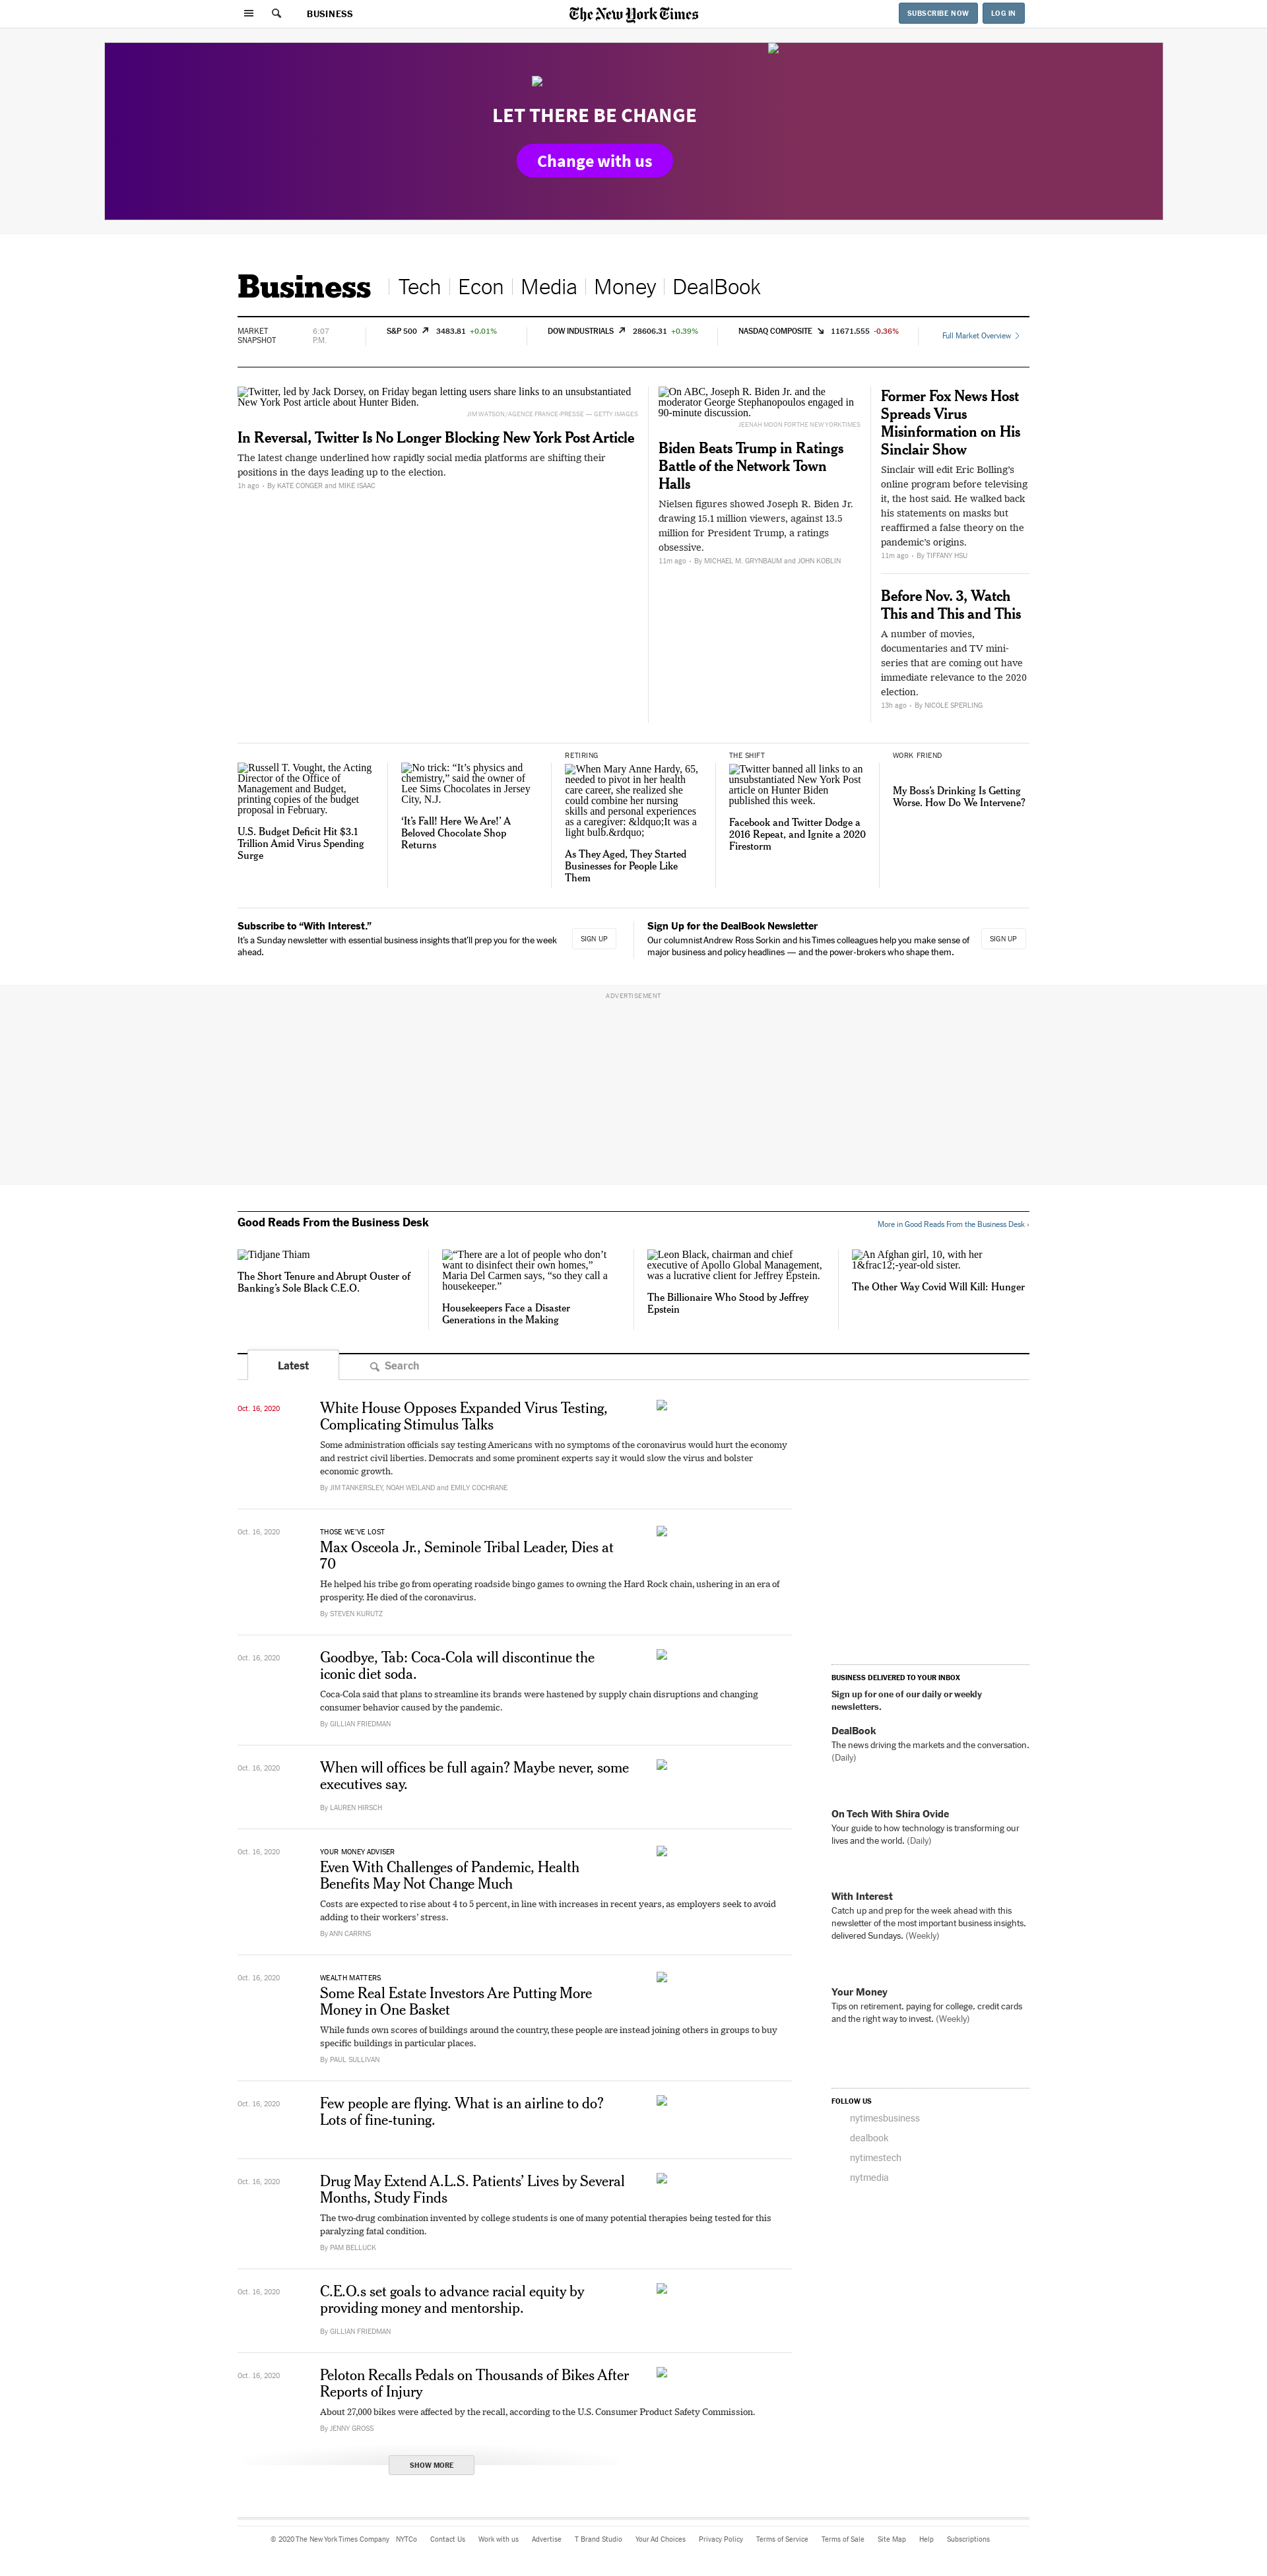 BUSINESS
The New York Times
SUBSCRIBE NOW
LOG IN
LET THERE BE CHANGE
Change with us
Business
Tech
Econ
Media
Money
DealBook
MARKET
SNAPSHOT
6:07
P.M.
S&P 500 3483.81 +0.01%
DOW INDUSTRIALS 28606.31 +0.39%
NASDAQ COMPOSITE 11671.555 -0.36%
Full Market Overview
Twitter, led by Jack Dorsey, on Friday began letting users share links to an unsubstantiated
New York Post article about Hunter Biden.
JIM WATSON/AGENCE FRANCE-PRESSE — GETTY IMAGES
In Reversal, Twitter Is No Longer Blocking New York Post Article
The latest change underlined how rapidly social media platforms are shifting their
positions in the days leading up to the election.
1h ago • By KATE CONGER and MIKE ISAAC
On ABC, Joseph R. Biden Jr. and the
moderator George Stephanopoulos engaged in
90-minute discussion.
JEENAH MOON FOR THE NEW YORK TIMES
Biden Beats Trump in Ratings
Battle of the Network Town
Halls
Nielsen figures showed Joseph R. Biden Jr.
drawing 15.1 million viewers, against 13.5
million for President Trump, a ratings
obsessive.
11m ago • By MICHAEL M. GRYNBAUM and JOHN KOBLIN
Former Fox News Host
Spreads Virus
Misinformation on His
Sinclair Show
Sinclair will edit Eric Bolling's
online program before televising
it, the host said. He walked back
his statements on masks but
reaffirmed a false theory on the
pandemic's origins.
11m ago • By TIFFANY HSU
Before Nov. 3, Watch
This and This and This
A number of movies,
documentaries and TV mini-
series that are coming out have
immediate relevance to the 2020
election.
13h ago • By NICOLE SPERLING
Russell T. Vought, the Acting
Director of the Office of
Management and Budget,
printing copies of the budget
proposal in February.
U.S. Budget Deficit Hit $3.1
Trillion Amid Virus Spending
Surge
No trick: “It’s physics and
chemistry,” said the owner of
Lee Sims Chocolates in Jersey
City, N.J.
‘It’s Fall! Here We Are!’ A
Beloved Chocolate Shop
Returns
RETIRING
When Mary Anne Hardy, 65,
needed to pivot in her health
care career, she realized she
could combine her nursing
skills and personal experiences
as a caregiver: &ldquo;It was a
light bulb.&rdquo;
As They Aged, They Started
Businesses for People Like
Them
THE SHIFT
Twitter banned all links to an
unsubstantiated New York Post
article on Hunter Biden
published this week.
Facebook and Twitter Dodge a
2016 Repeat, and Ignite a 2020
Firestorm
WORK FRIEND
My Boss’s Drinking Is Getting
Worse. How Do We Intervene?
Subscribe to “With Interest.”
It’s a Sunday newsletter with essential business insights that’ll prep you for the week
ahead.
SIGN UP
Sign Up for the DealBook Newsletter
Our columnist Andrew Ross Sorkin and his Times colleagues help you make sense of
major business and policy headlines — and the power-brokers who shape them.
SIGN UP
ADVERTISEMENT
Good Reads From the Business Desk
More in Good Reads From the Business Desk ›
Tidjane Thiam
The Short Tenure and Abrupt Ouster of
Banking’s Sole Black C.E.O.
“There are a lot of people who don’t
want to disinfect their own homes,”
Maria Del Carmen says, “so they call a
housekeeper.”
Housekeepers Face a Disaster
Generations in the Making
Leon Black, chairman and chief
executive of Apollo Global Management,
was a lucrative client for Jeffrey Epstein.
The Billionaire Who Stood by Jeffrey
Epstein
An Afghan girl, 10, with her
1&frac12;-year-old sister.
The Other Way Covid Will Kill: Hunger
Latest
Search
Oct. 16, 2020
White House Opposes Expanded Virus Testing,
Complicating Stimulus Talks
Some administration officials say testing Americans with no symptoms of the coronavirus would hurt the economy
and restrict civil liberties. Democrats and some prominent experts say it would slow the virus and bolster
economic growth.
By JIM TANKERSLEY, NOAH WEILAND and EMILY COCHRANE
Oct. 16, 2020
THOSE WE’VE LOST
Max Osceola Jr., Seminole Tribal Leader, Dies at
70
He helped his tribe go from operating roadside bingo games to owning the Hard Rock chain, ushering in an era of
prosperity. He died of the coronavirus.
By STEVEN KURUTZ
Oct. 16, 2020
Goodbye, Tab: Coca-Cola will discontinue the
iconic diet soda.
Coca-Cola said that plans to streamline its brands were hastened by supply chain disruptions and changing
consumer behavior caused by the pandemic.
By GILLIAN FRIEDMAN
Oct. 16, 2020
When will offices be full again? Maybe never, some
executives say.
By LAUREN HIRSCH
Oct. 16, 2020
YOUR MONEY ADVISER
Even With Challenges of Pandemic, Health
Benefits May Not Change Much
Costs are expected to rise about 4 to 5 percent, in line with increases in recent years, as employers seek to avoid
adding to their workers’ stress.
By ANN CARRNS
Oct. 16, 2020
WEALTH MATTERS
Some Real Estate Investors Are Putting More
Money in One Basket
While funds own scores of buildings around the country, these people are instead joining others in groups to buy
specific buildings in particular places.
By PAUL SULLIVAN
Oct. 16, 2020
Few people are flying. What is an airline to do?
Lots of fine-tuning.
Oct. 16, 2020
Drug May Extend A.L.S. Patients’ Lives by Several
Months, Study Finds
The two-drug combination invented by college students is one of many potential therapies being tested for this
paralyzing fatal condition.
By PAM BELLUCK
Oct. 16, 2020
C.E.O.s set goals to advance racial equity by
providing money and mentorship.
By GILLIAN FRIEDMAN
Oct. 16, 2020
Peloton Recalls Pedals on Thousands of Bikes After
Reports of Injury
About 27,000 bikes were affected by the recall, according to the U.S. Consumer Product Safety Commission.
By JENNY GROSS
SHOW MORE
BUSINESS DELIVERED TO YOUR INBOX
Sign up for one of our daily or weekly
newsletters.
DealBook
The news driving the markets and the conversation.
(Daily)
On Tech With Shira Ovide
Your guide to how technology is transforming our
lives and the world. (Daily)
With Interest
Catch up and prep for the week ahead with this
newsletter of the most important business insights,
delivered Sundays. (Weekly)
Your Money
Tips on retirement, paying for college, credit cards
and the right way to invest. (Weekly)
FOLLOW US
nytimesbusiness
dealbook
nytimestech
nytmedia
© 2020 The New York Times Company NYTCo Contact Us Work with us Advertise T Brand Studio Your Ad Choices Privacy Policy Terms of Service Terms of Sale Site Map Help Subscriptions